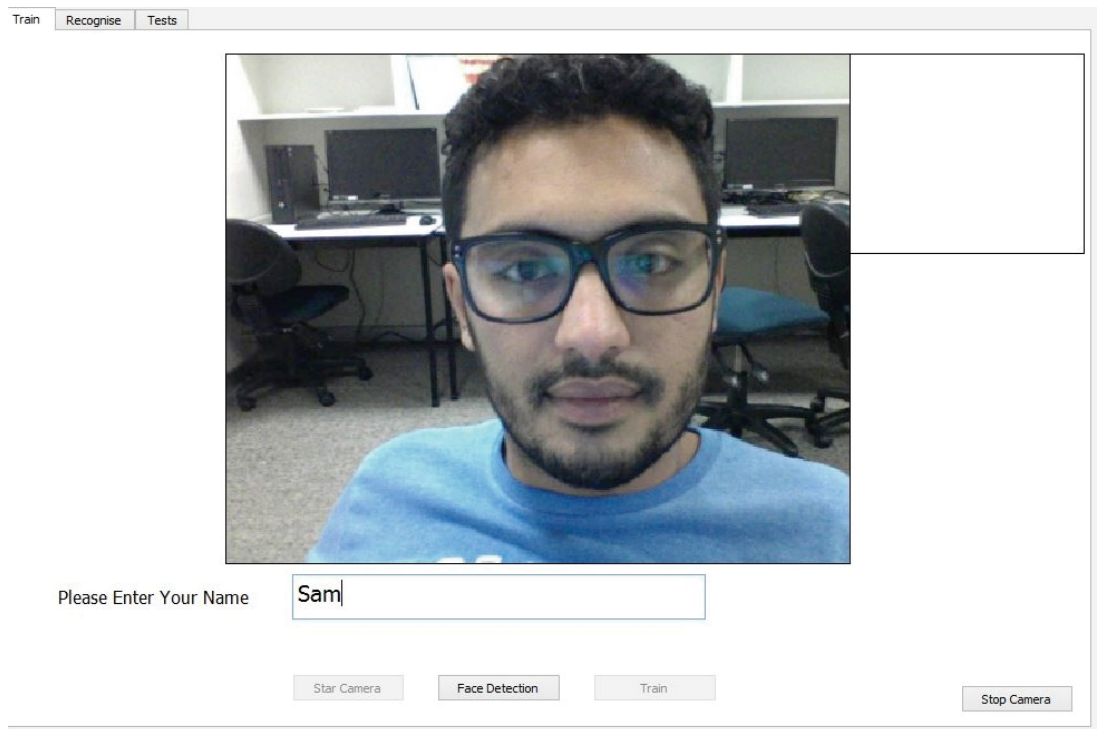 Train Recognise Tests
Please Enter Your Name Sam
Star Camera Face Detection Train
Stop Camera